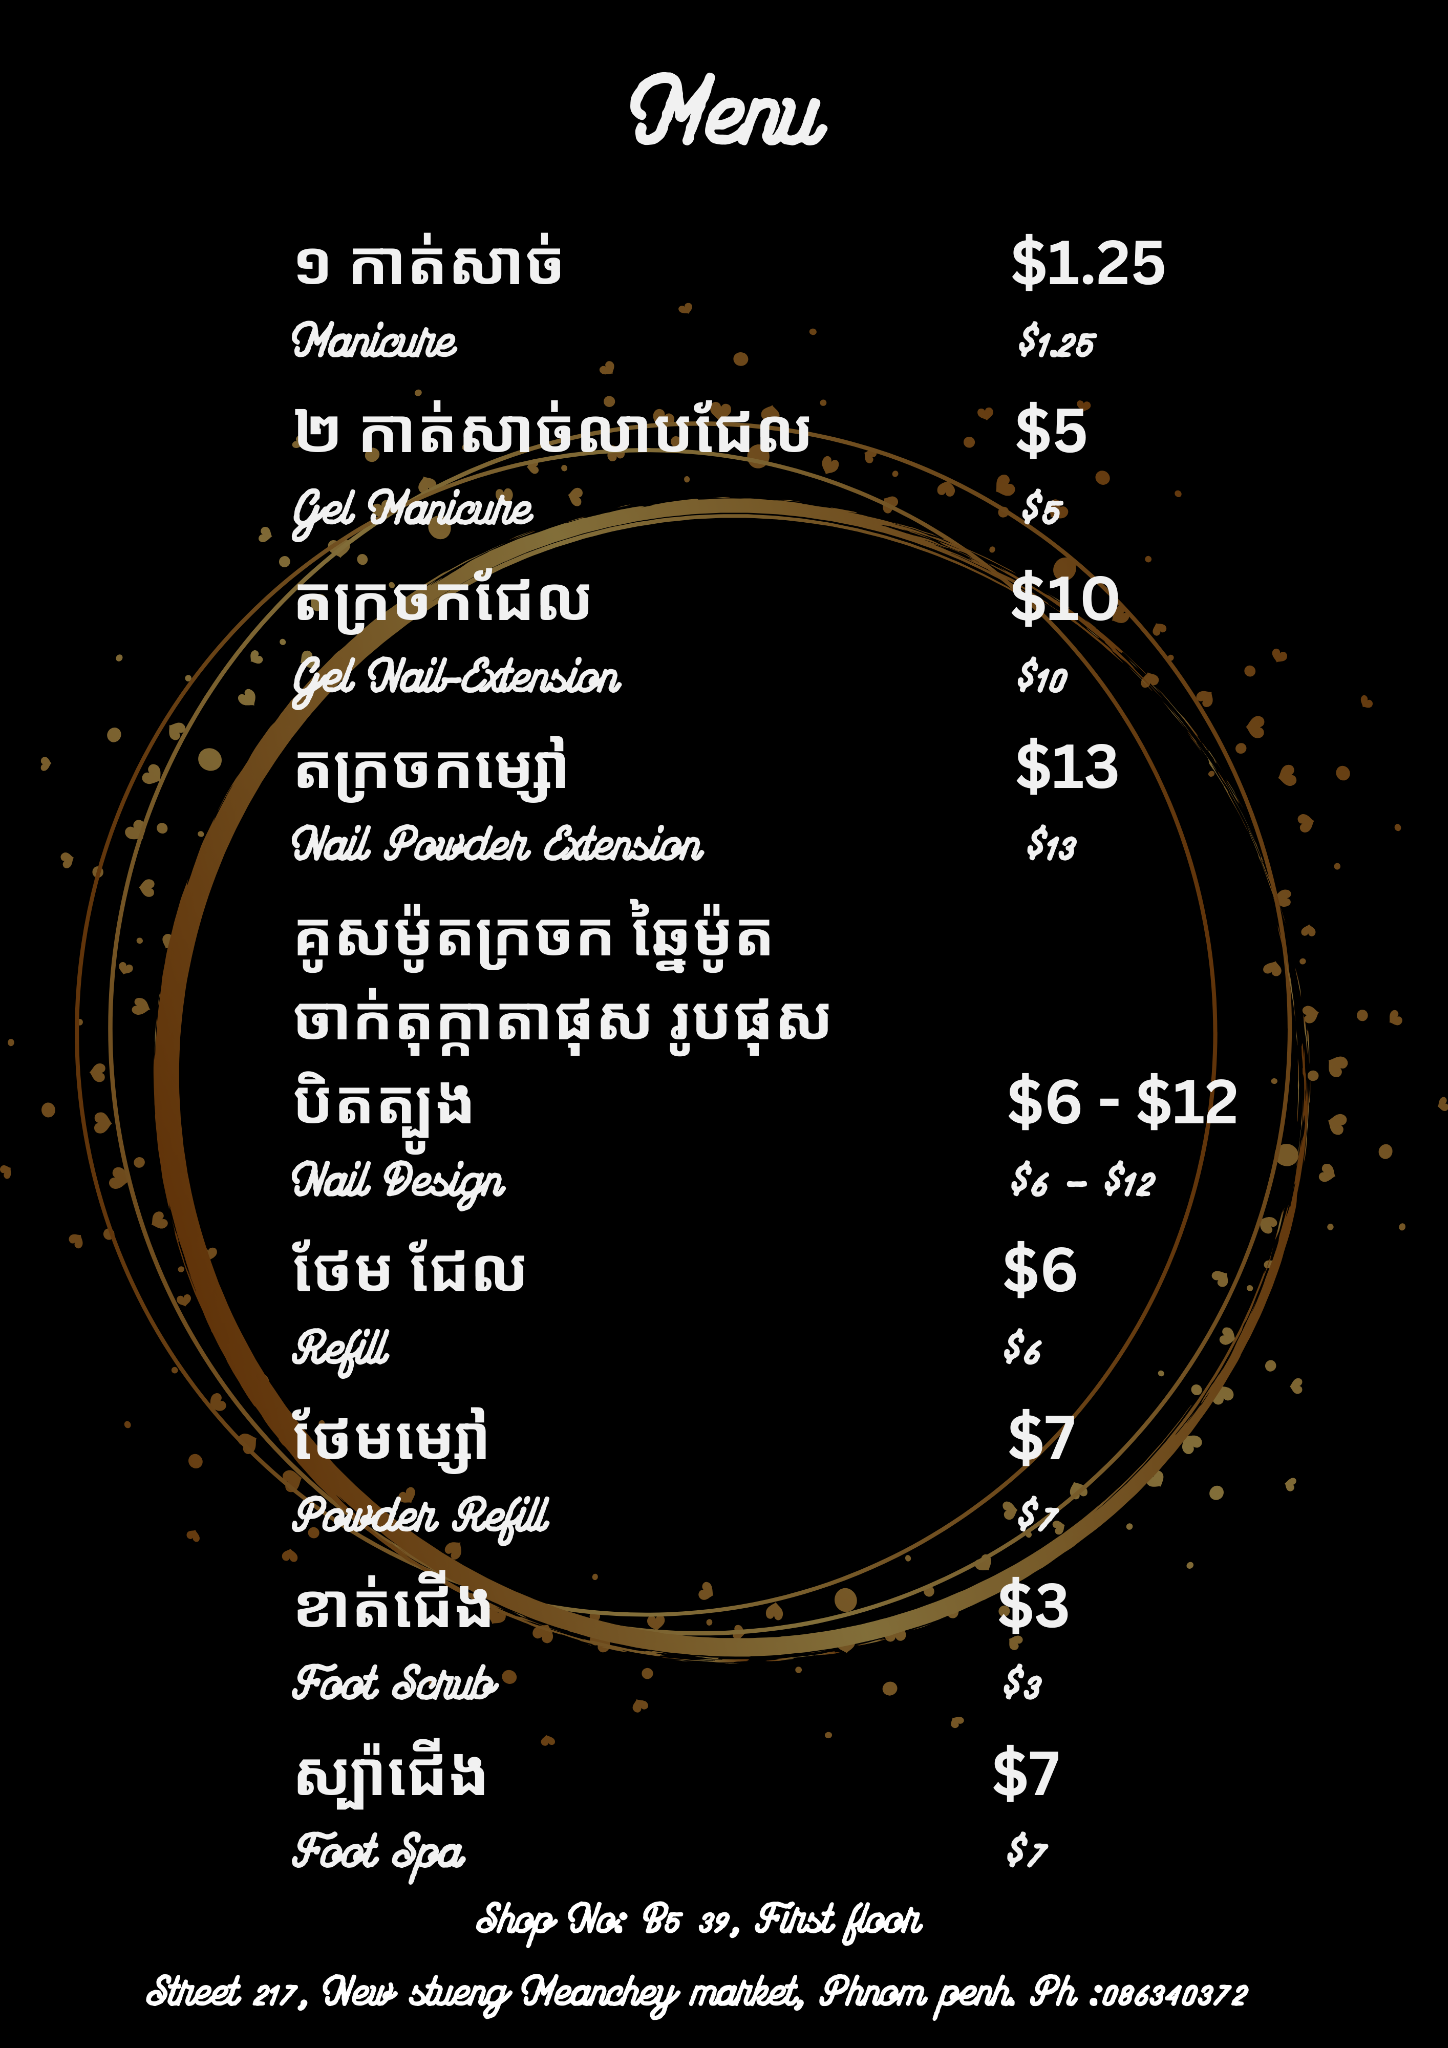 Menu
១ កាត់សាច់ $1.25
Manicure $1.25
២ កាត់សាច់លាបជែល $5
Gel Manicure $5
តក្រចកជែល $10
Gel Nail-Extension $10
តក្រចកម្សៅ $13
Nail Powder Extension $13
គូសម៉ូតក្រចក ឆ្នៃម៉ូត
ចាក់តុក្កាតាផុស រូបផុស
បិតត្បូង $6 - $12
Nail Design $6 - $12
ថែម ជែល $6
Refill $6
ថែមម្សៅ $7
Powder Refill $7
ខាត់ជើង $3
Foot Scrub $3
ស្ប៉ាជើង $7
Foot Spa $7
Shop No: B5 39, First floor
Street 217, New stueng Meanchey market, Phnom penh. Ph :086340372